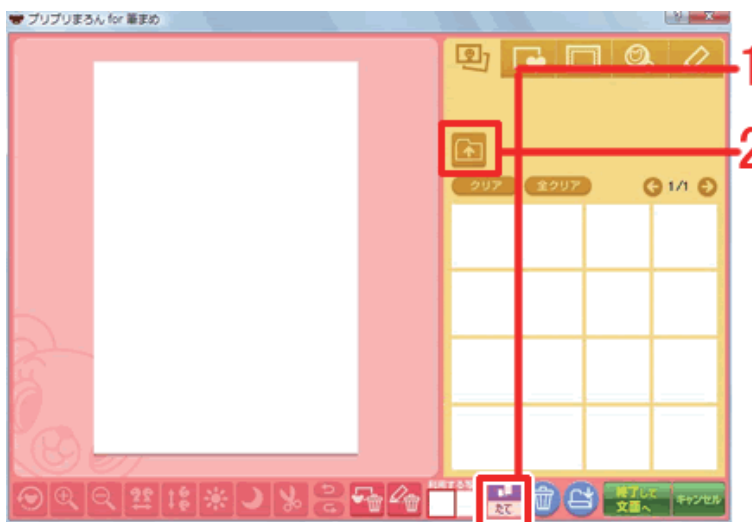 プリプリまろん for 筆まめ
1
2
クリア
全クリア
1/1
たて
終了して
文面へ
キャンセル